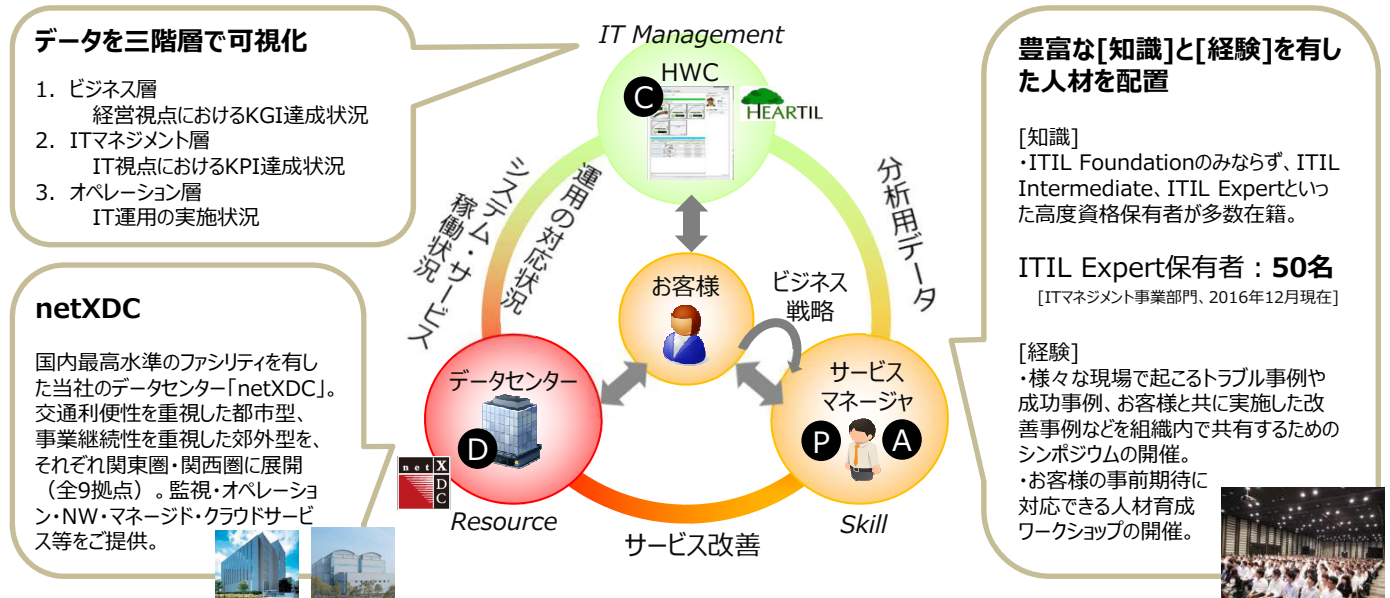 データを三階層で可視化
1. ビジネス層
経営視点におけるKGI達成状況
2. ITマネジメント層
IT視点におけるKPI達成状況
3. オペレーション層
IT運用の実施状況
netXDC
国内最高水準のファシリティを有し
た当社のデータセンター「netXDC」。
交通利便性を重視した都市型、
事業継続性を重視した郊外型を、
それぞれ関東圏・関西圏に展開
(全9拠点)。監視・オペレーショ
ン・NW・マネージド・クラウドサービ
ス等をご提供。
IT Management
HWC
C
HEARTIL
運用の対応状況
システム・サービス
稼働状況
分析用データ
お客様
ビジネス
戦略
データセンター
D
net X
D
C
Resource
サービス
マネージャ
P
A
Skill
サービス改善
豊富な[知識]と[経験]を有し
た人材を配置
[知識]
・ITIL Foundationのみならず、ITIL
Intermediate、ITIL Expertといっ
た高度資格保有者が多数在籍。
ITIL Expert保有者：50名
[ITマネジメント事業部門、2016年12月現在]
[経験]
・様々な現場で起こるトラブル事例や
成功事例、お客様と共に実施した改
善事例などを組織内で共有するための
シンポジウムの開催。
・お客様の事前期待に
対応できる人材育成
ワークショップの開催。